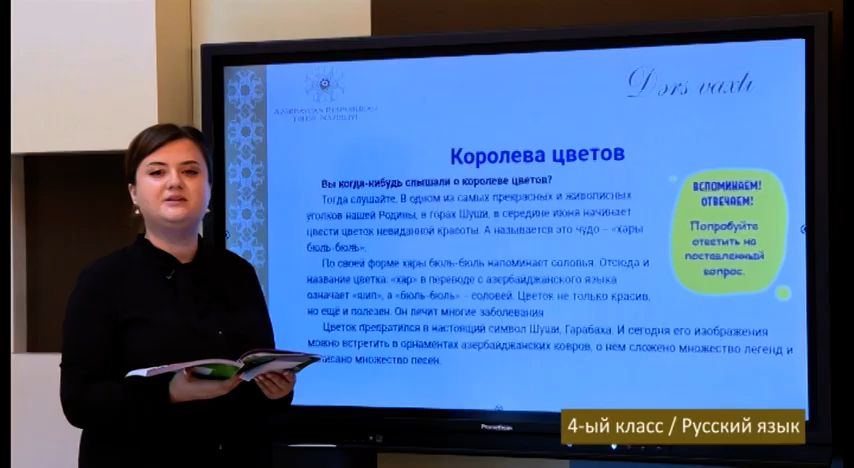 Dərs vaxtı
Королева цветов
Вы когда-нибудь слышали о королеве цветов?
Тогда слушайте. В одном из самых прекрасных и живописных
уголков нашей Родины, в горах Шуши, в середине июня начинает
цвести цветок невиданной красоты. А называется это чудо – «хары
бюль-бюль».
По своей форме хары бюль-бюль напоминает соловья. Отсюда и
название цветка: «хар» в переводе с азербайджанского языка
означает «шип», а «бюль-бюль» – соловей. Цветок не только красив,
но ещё и полезен. Он лечит многие заболевания
Цветок превратился в настоящий символ Шуши, Гарабаха. И сегодня его изображения
можно встретить в орнаментах азербайджанских ковров, о нем сложено множество легенд и
писано множество песен.
ВСПОМИНАЕМ!
ОТВЕЧАЕМ!
Попробуйте
ответить на
поставленный
вопрос.
Promethean
4-ый класс / Русский язык